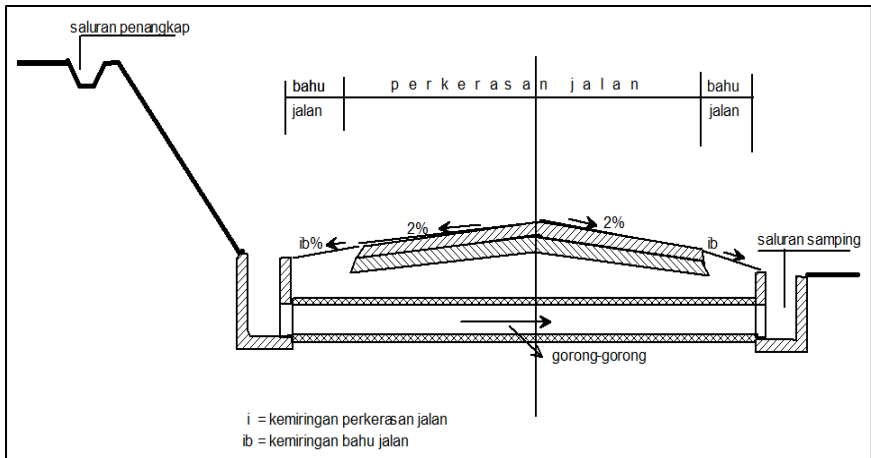 saluran penangkap
bahu
jalan
p e r k e r a s a n j a l a n
bahu
jalan
ib%
2%
2%
ib
saluran samping
gorong-gorong
i = kemiringan perkerasan jalan
ib = kemiringan bahu jalan